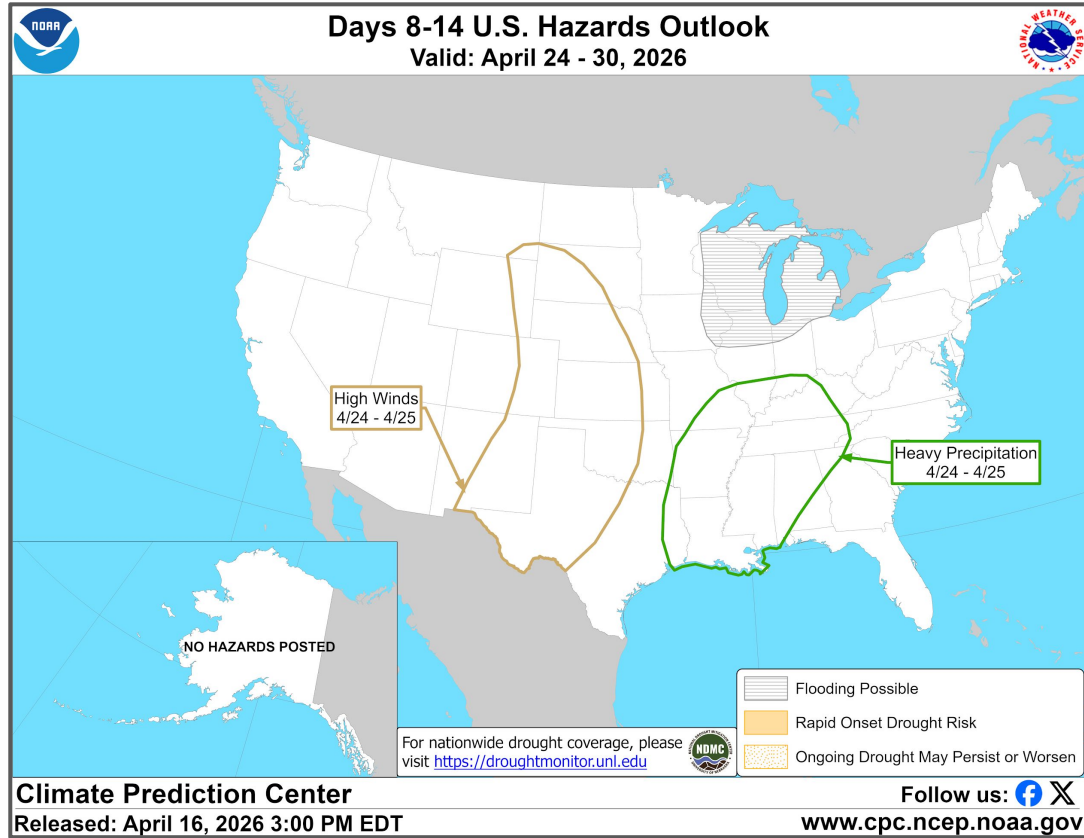 NOAA
Days 8-14 U.S. Hazards Outlook
Valid: April 24 - 30, 2026
NATIONAL WEATHER SERVICE
High Winds
4/24 - 4/25
Heavy Precipitation
4/24 - 4/25
NO HAZARDS POSTED
Flooding Possible
Rapid Onset Drought Risk
Ongoing Drought May Persist or Worsen
For nationwide drought coverage, please
visit https://droughtmonitor.unl.edu
NDMC
Climate Prediction Center
Follow us:
Released: April 16, 2026 3:00 PM EDT
www.cpc.ncep.noaa.gov